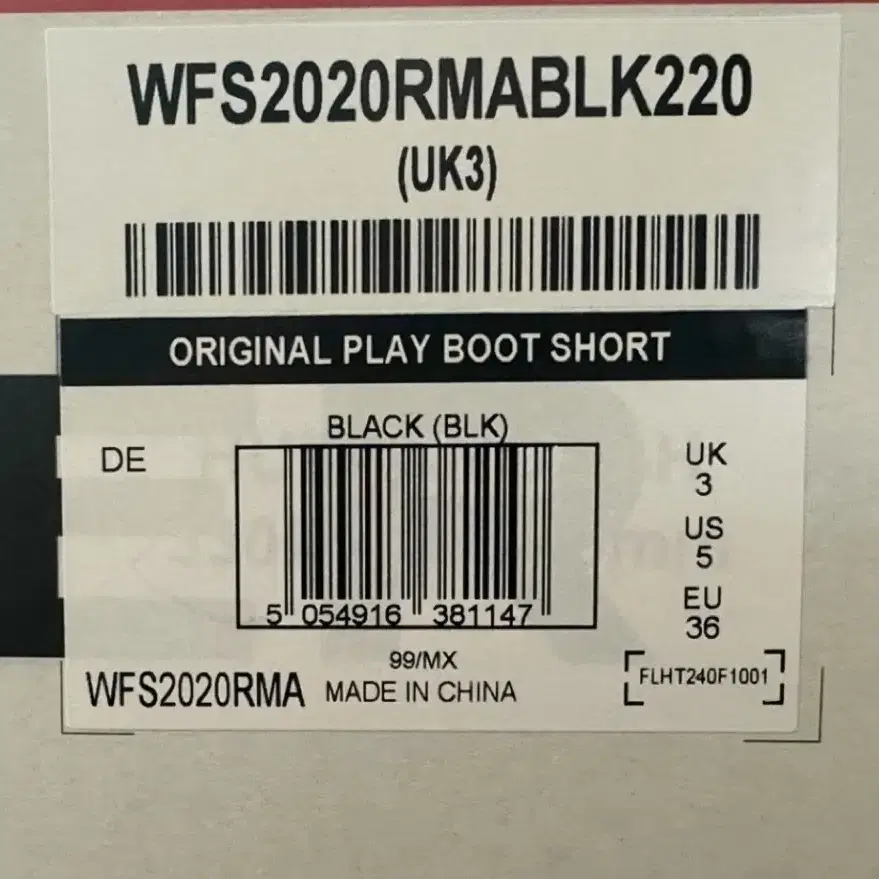 WFS2020RMABLK220
(UK3)
ORIGINAL PLAY BOOT SHORT
BLACK (BLK)
DE
UK
3
US
5
EU
36
5 054916 381147
99/MX
WFS2020RMA MADE IN CHINA
FLHT240F1001